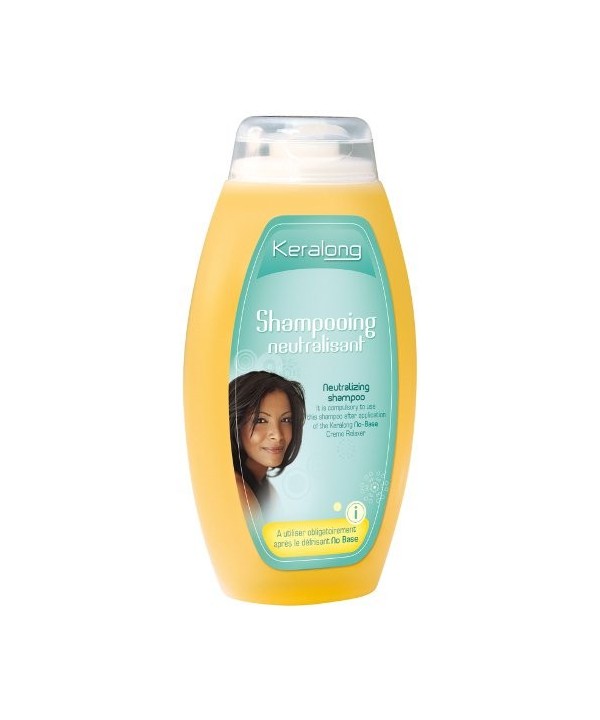 Keralong
Shampooing
neutralisant
Neutralizing
shampoo
It is compulsory to use
this shampoo after application
of the Keralong No-Base
Creme Relaxer
i
A utiliser obligatoirement
après le défrisant No Base